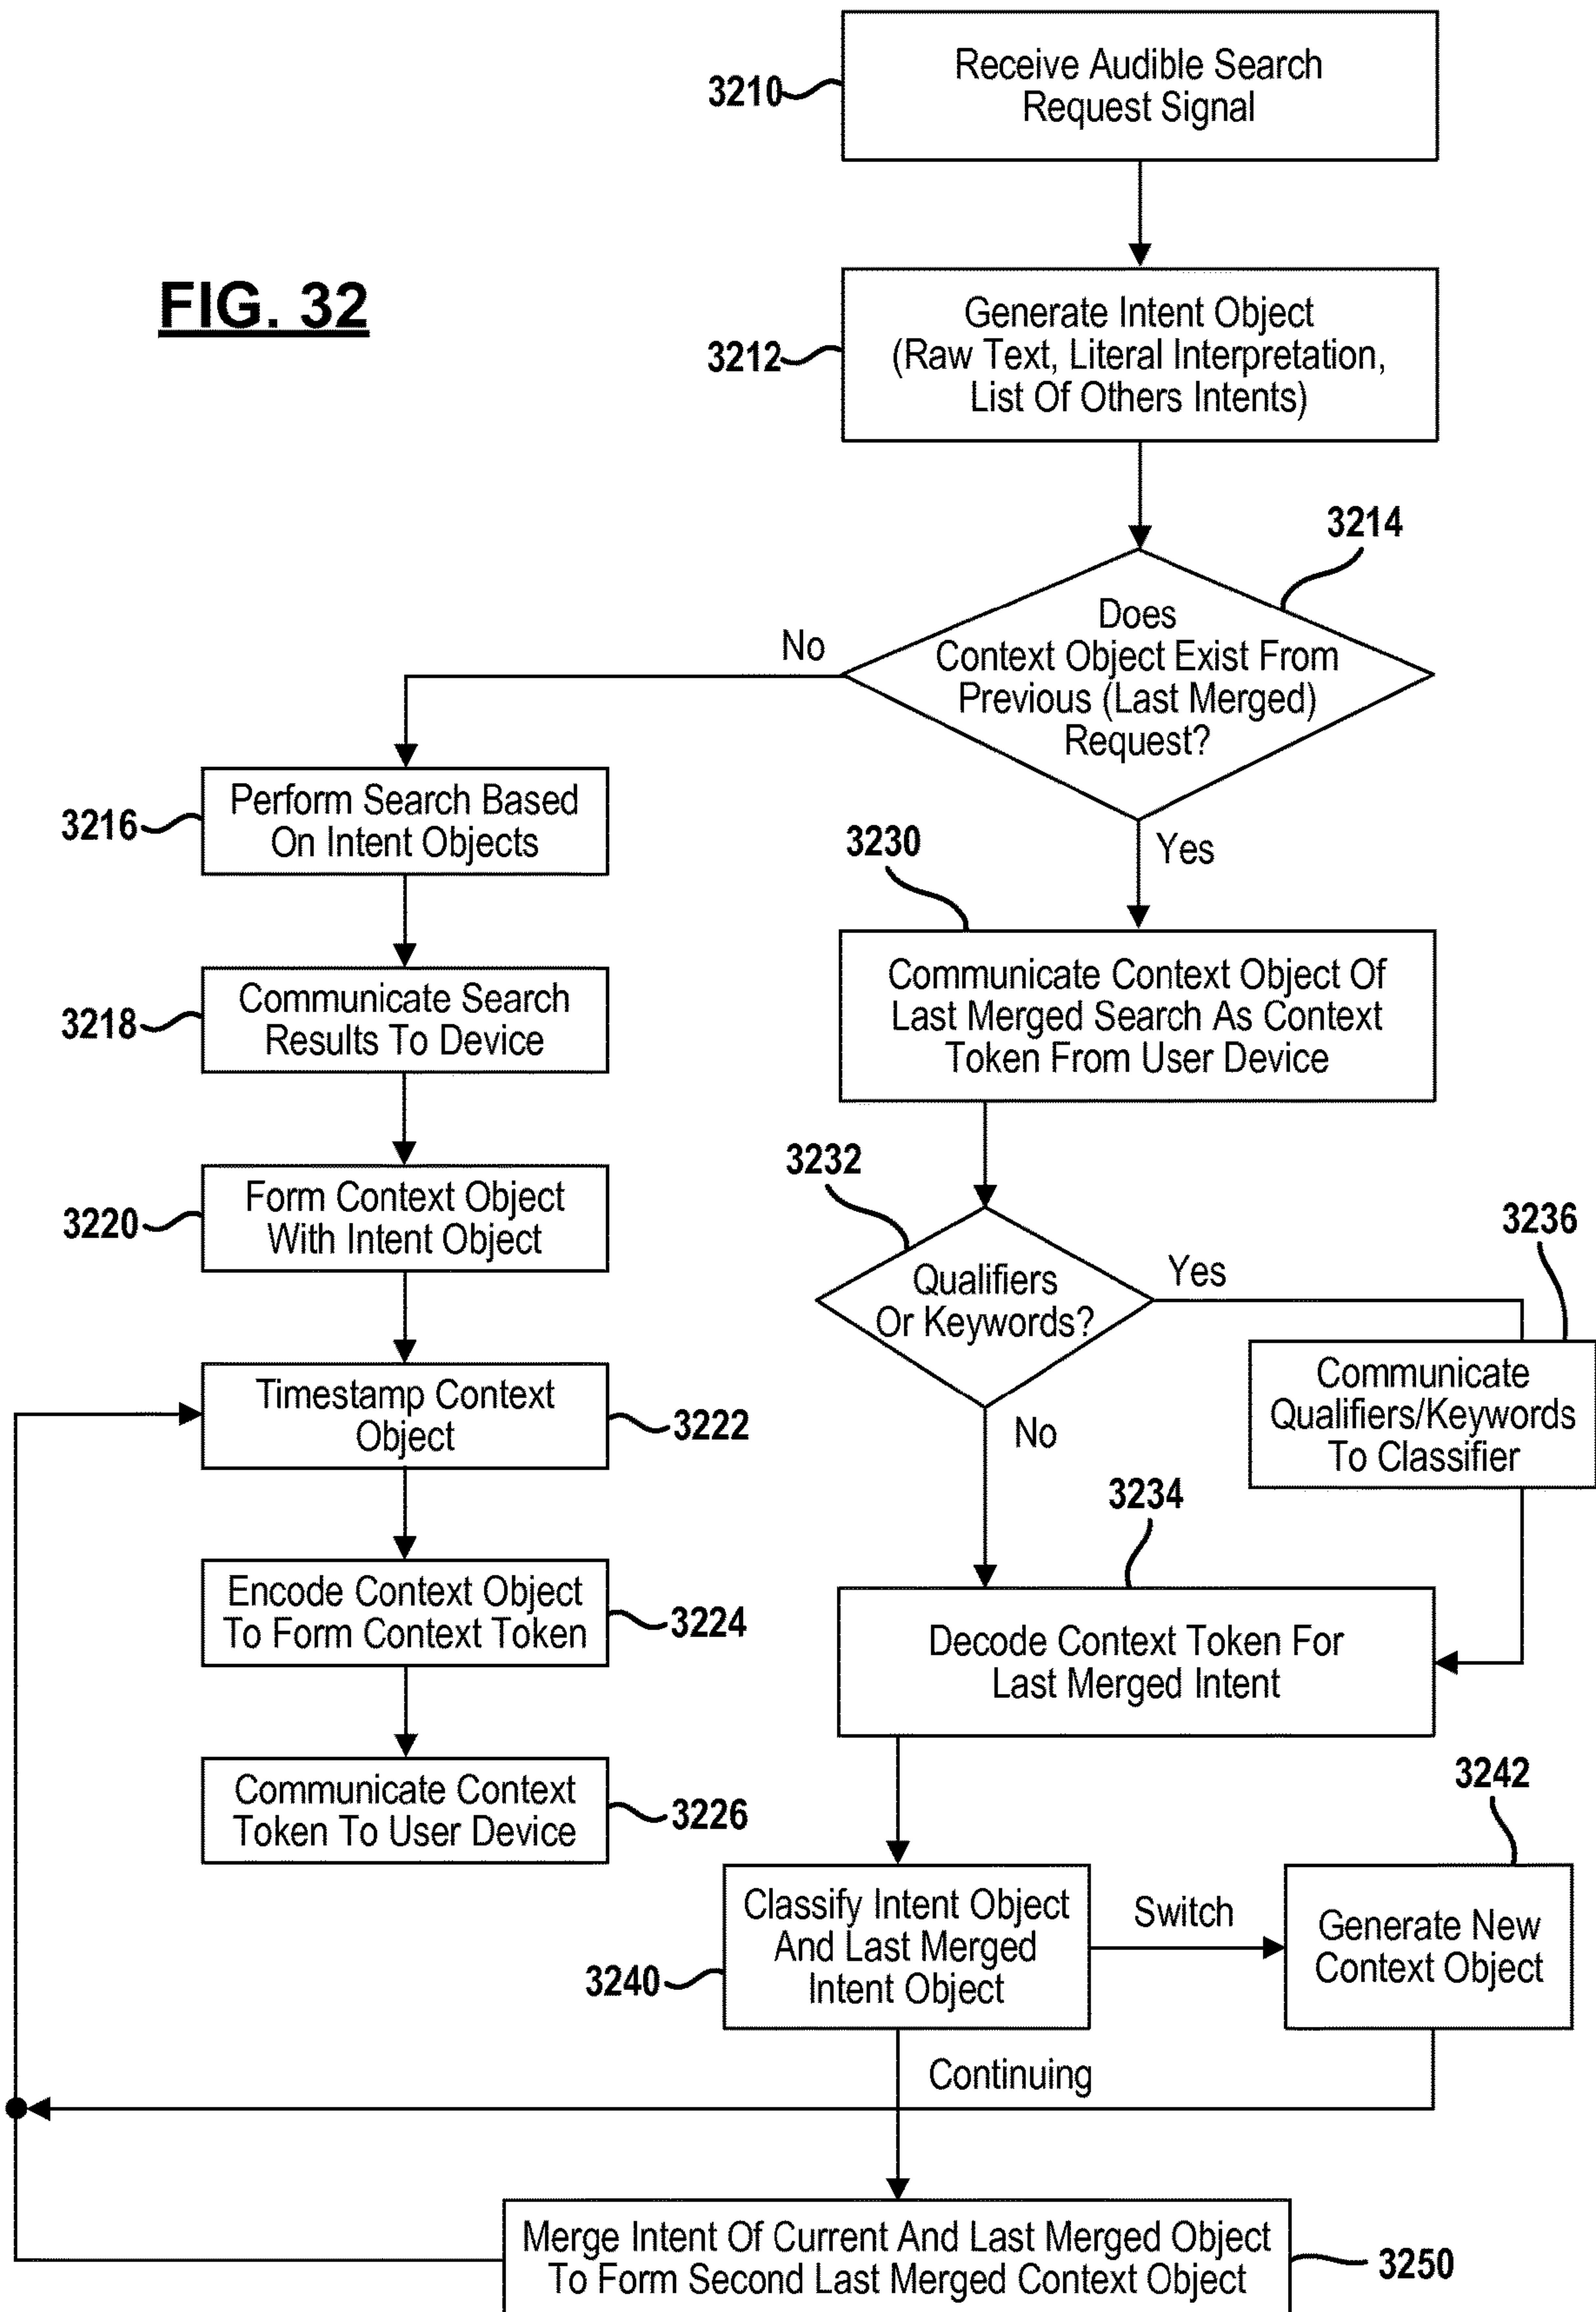 FIG. 32
3210
Receive Audible Search
Request Signal
3212
Generate Intent Object
(Raw Text, Literal Interpretation,
List Of Others Intents)
3214
Does
Context Object Exist From
Previous (Last Merged)
Request?
No
Yes
3216
Perform Search Based
On Intent Objects
3218
Communicate Search
Results To Device
3220
Form Context Object
With Intent Object
Timestamp Context
Object
3222
Encode Context Object
To Form Context Token
3224
Communicate Context
Token To User Device
3226
3230
Communicate Context Object Of
Last Merged Search As Context
Token From User Device
3232
Qualifiers
Or Keywords?
Yes
No
3236
Communicate
Qualifiers/Keywords
To Classifier
3234
Decode Context Token For
Last Merged Intent
3240
Classify Intent Object
And Last Merged
Intent Object
Switch
3242
Generate New
Context Object
Continuing
Merge Intent Of Current And Last Merged Object
To Form Second Last Merged Context Object
3250